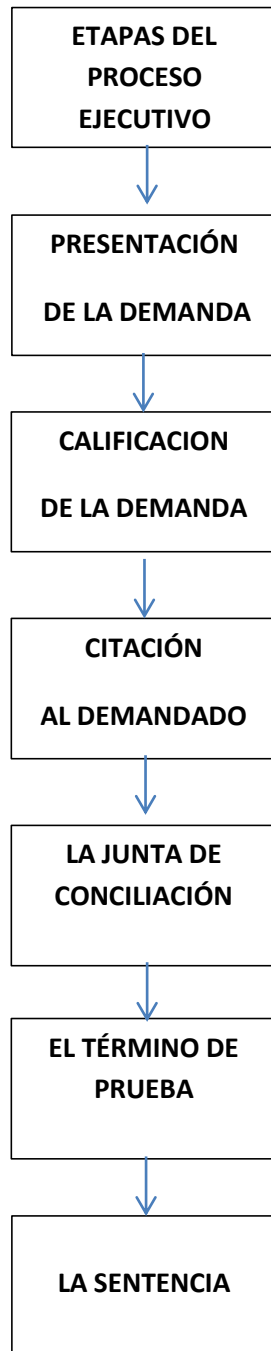 ETAPAS DEL
PROCESO
EJECUTIVO
PRESENTACIÓN
DE LA DEMANDA
CALIFICACION
DE LA DEMANDA
CITACIÓN
AL DEMANDADO
LA JUNTA DE
CONCILIACIÓN
EL TÉRMINO DE
PRUEBA
LA SENTENCIA